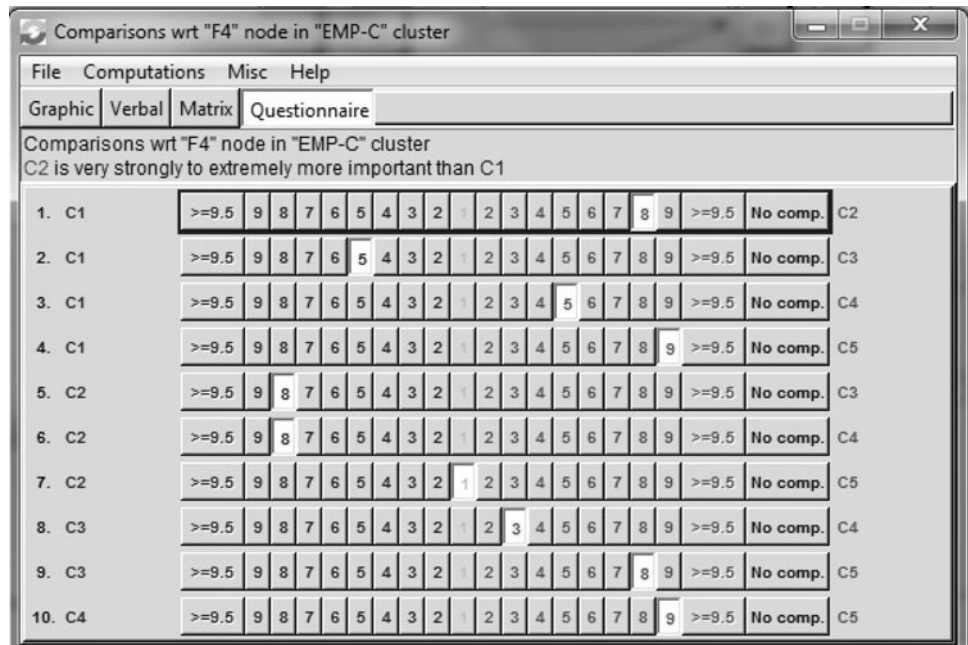 Comparisons wrt "F4" node in "EMP-C" cluster
File Computations Misc Help
Graphic Verbal Matrix Questionnaire
Comparisons wrt "F4" node in "EMP-C" cluster
C2 is very strongly to extremely more important than C1
1. C1 >=9.5 9 8 7 6 5 4 3 2 1 2 3 4 5 6 7 8 9 >=9.5 No comp. C2
2. C1 >=9.5 9 8 7 6 5 4 3 2 1 2 3 4 5 6 7 8 9 >=9.5 No comp. C3
3. C1 >=9.5 9 8 7 6 5 4 3 2 1 2 3 4 5 6 7 8 9 >=9.5 No comp. C4
4. C1 >=9.5 9 8 7 6 5 4 3 2 1 2 3 4 5 6 7 8 9 >=9.5 No comp. C5
5. C2 >=9.5 9 8 7 6 5 4 3 2 1 2 3 4 5 6 7 8 9 >=9.5 No comp. C3
6. C2 >=9.5 9 8 7 6 5 4 3 2 1 2 3 4 5 6 7 8 9 >=9.5 No comp. C4
7. C2 >=9.5 9 8 7 6 5 4 3 2 1 2 3 4 5 6 7 8 9 >=9.5 No comp. C5
8. C3 >=9.5 9 8 7 6 5 4 3 2 1 2 3 4 5 6 7 8 9 >=9.5 No comp. C4
9. C3 >=9.5 9 8 7 6 5 4 3 2 1 2 3 4 5 6 7 8 9 >=9.5 No comp. C5
10. C4 >=9.5 9 8 7 6 5 4 3 2 1 2 3 4 5 6 7 8 9 >=9.5 No comp. C5